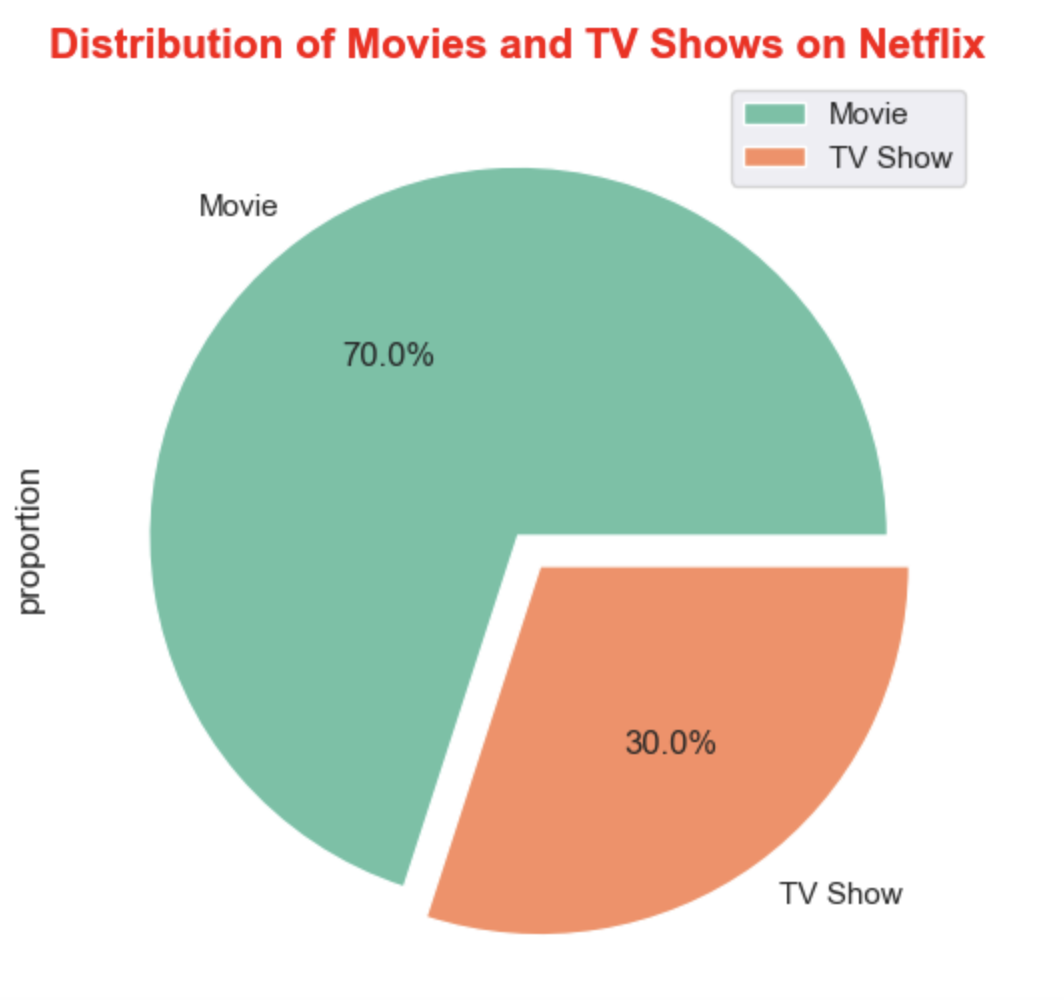 Distribution of Movies and TV Shows on Netflix
Movie
TV Show
Movie
70.0%
proportion
30.0%
TV Show